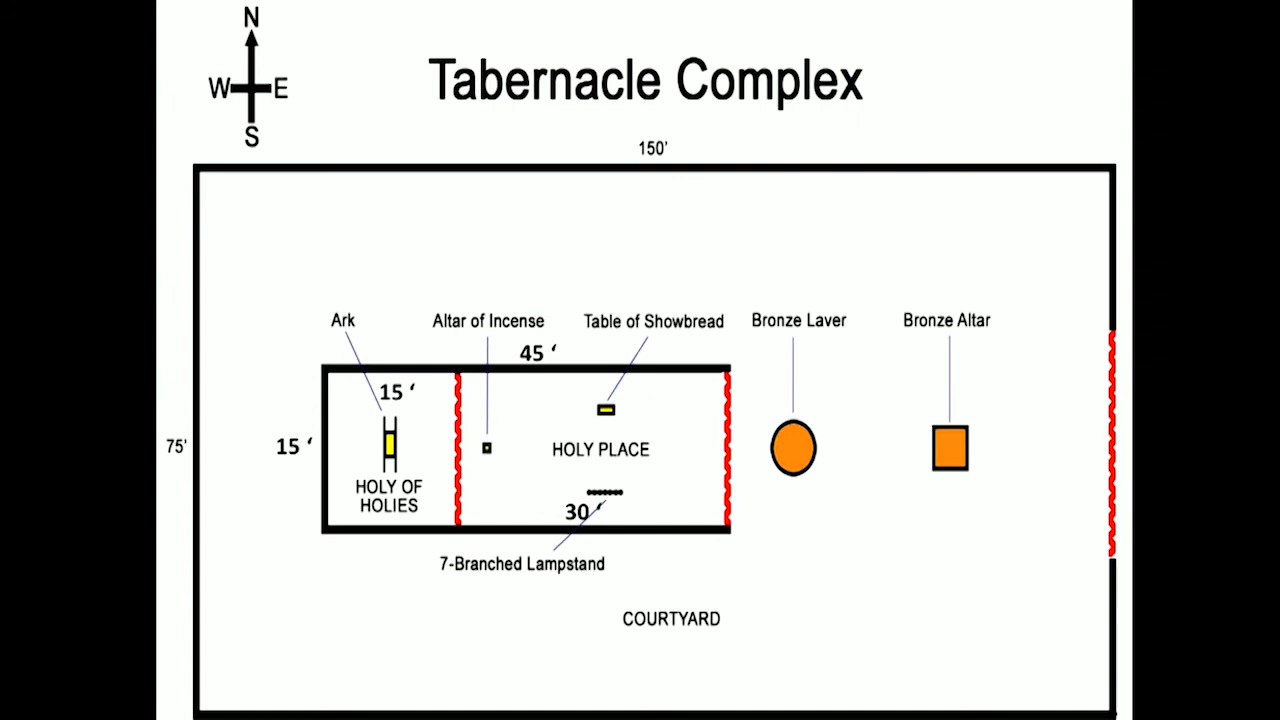 N
W E
S
Tabernacle Complex
150'
Ark
Altar of Incense
Table of Showbread
Bronze Laver
Bronze Altar
45 ‘
15 ‘
75'
15 ‘
HOLY PLACE
HOLY OF
HOLIES
30 ‘
7-Branched Lampstand
COURTYARD